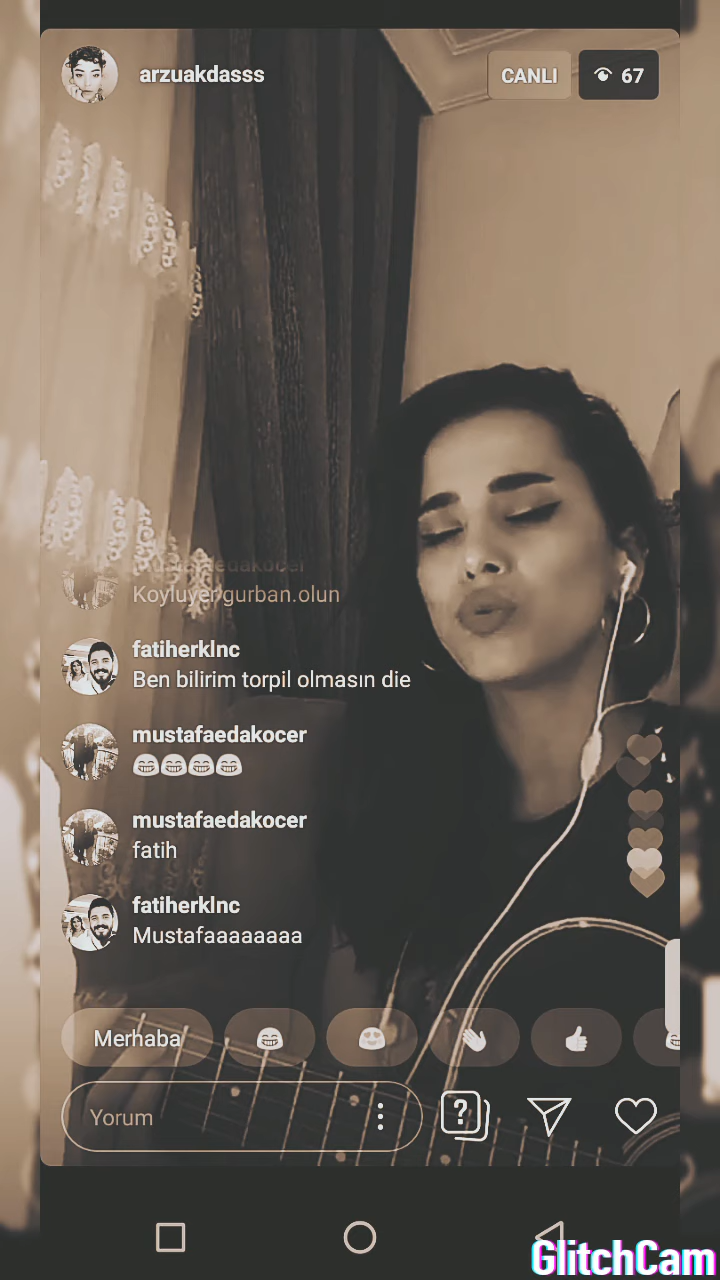 arzuakdasss
CANLI
67
mustafaedakocer
Koyluyer gurban.olun
fatiherklnc
Ben bilirim torpil olmasın die
mustafaedakocer
😁😁😁😁
mustafaedakocer
fatih
fatiherklnc
Mustafaaaaaaaa
Merhaba
Yorum
GlitchCam